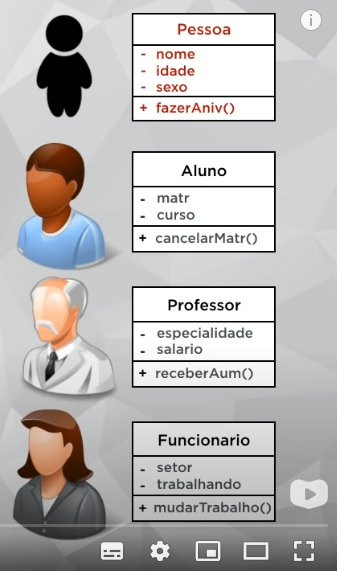 Pessoa
- nome
- idade
- sexo
+ fazerAniv()
Aluno
- matr
- curso
+ cancelarMatr()
Professor
- especialidade
- salario
+ receberAum()
Funcionario
- setor
- trabalhando
+ mudarTrabalho()